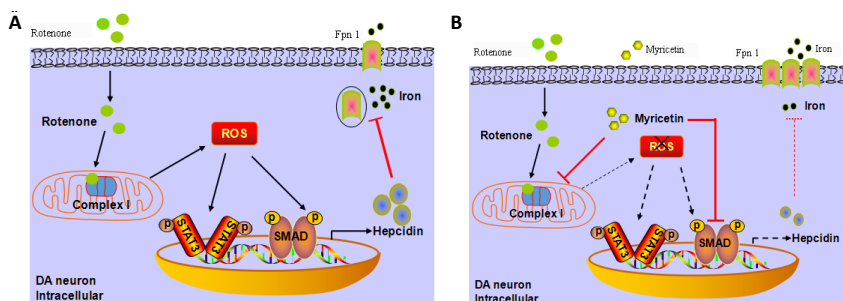 Ä
Rotenone
Fpn 1
Iron
Rotenone
ROS
Complex I
P
STAT3
STAT3
P
P
SMAD
P
Hepcidin
DA neuron
Intracellular
B
Rotenone
Myricetin
Fpn 1
Iron
Iron
Myricetin
Rotenone
ROS
Complex I
P
STAT3
STAT3
P
P
SMAD
P
Hepcidin
DA neuron
Intracellular